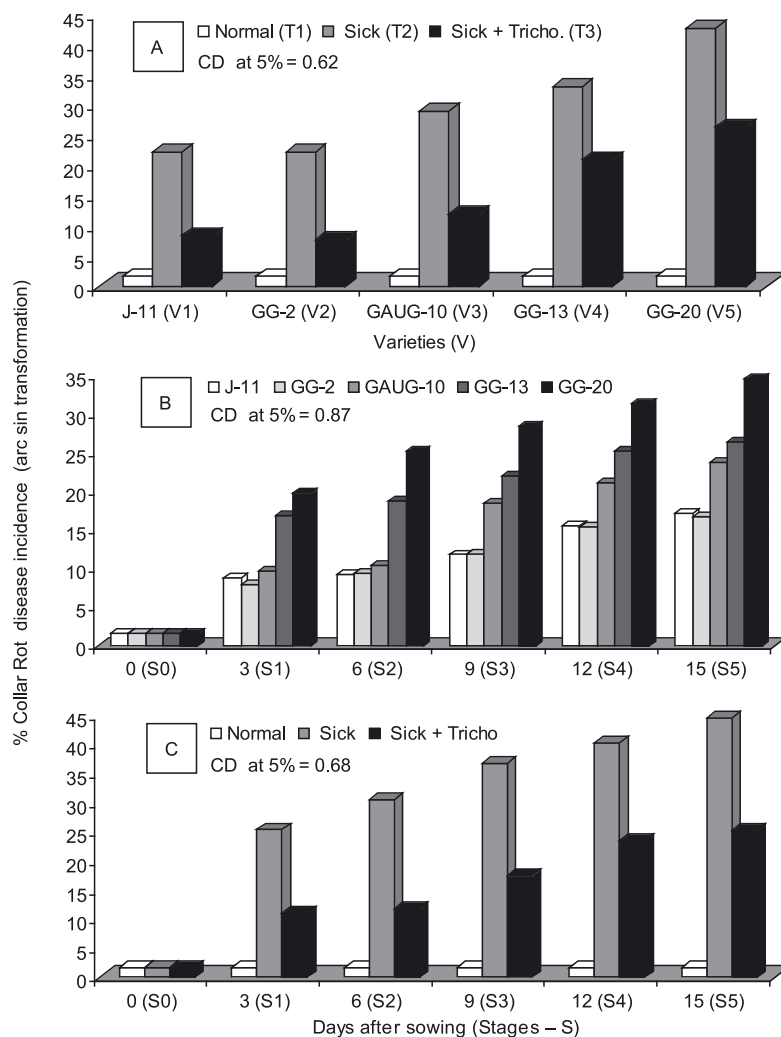 % Collar Rot disease incidence (arc sin transformation)
A
Normal (T1) Sick (T2) Sick + Tricho. (T3)
CD at 5% = 0.62
45
40
35
30
25
20
15
10
5
0
J-11 (V1) GG-2 (V2) GAUG-10 (V3) GG-13 (V4) GG-20 (V5)
Varieties (V)
B
J-11 GG-2 GAUG-10 GG-13 GG-20
CD at 5% = 0.87
35
30
25
20
15
10
5
0
0 (S0) 3 (S1) 6 (S2) 9 (S3) 12 (S4) 15 (S5)
C
Normal Sick Sick + Tricho
CD at 5% = 0.68
45
40
35
30
25
20
15
10
5
0
0 (S0) 3 (S1) 6 (S2) 9 (S3) 12 (S4) 15 (S5)
Days after sowing (Stages – S)